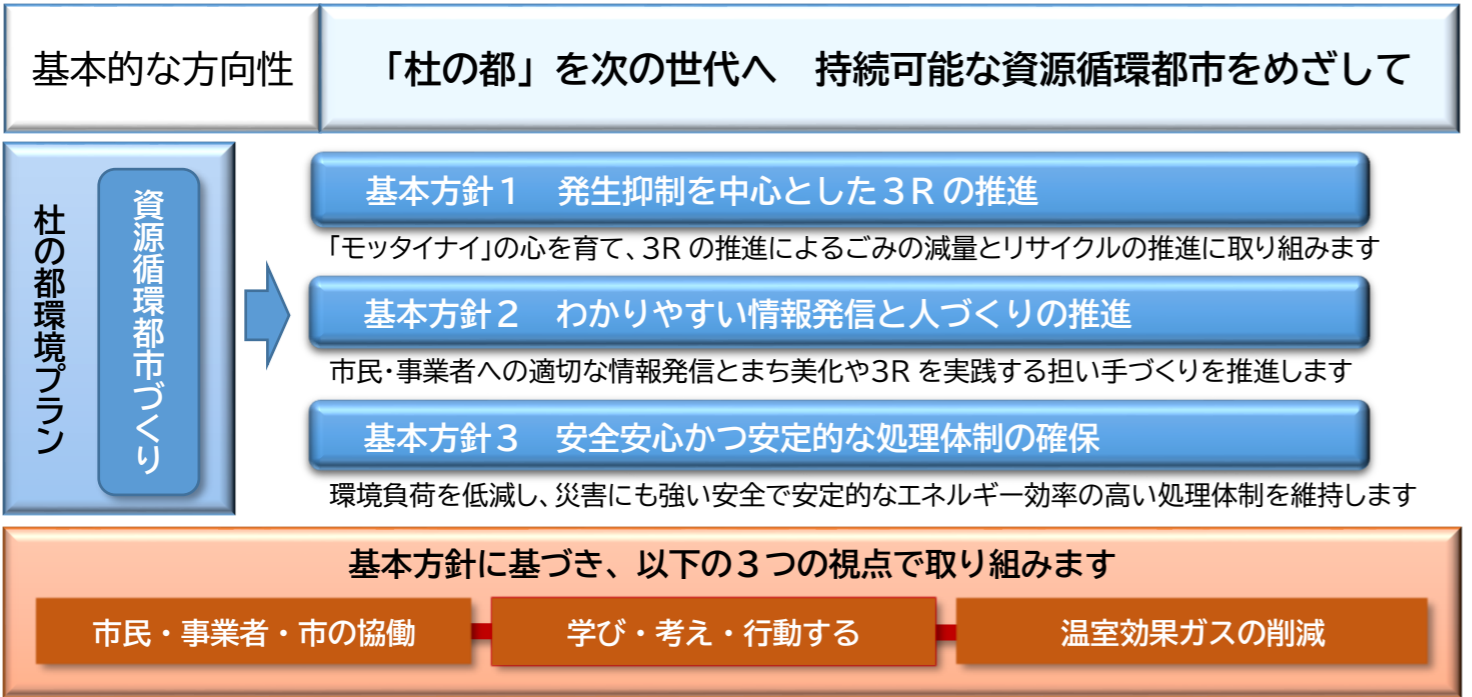 基本的な方向性
「杜の都」を次の世代へ　持続可能な資源循環都市をめざして
杜の都環境プラン
資源循環都市づくり
基本方針１　発生抑制を中心とした３Ｒの推進
「モッタイナイ」の心を育て、３Ｒの推進によるごみの減量とリサイクルの推進に取り組みます
基本方針２　わかりやすい情報発信と人づくりの推進
市民・事業者への適切な情報発信とまち美化や３Ｒを実践する担い手づくりを推進します
基本方針３　安全安心かつ安定的な処理体制の確保
環境負荷を低減し、災害にも強い安全で安定的なエネルギー効率の高い処理体制を維持します
基本方針に基づき、以下の３つの視点で取り組みます
市民・事業者・市の協働
学び・考え・行動する
温室効果ガスの削減